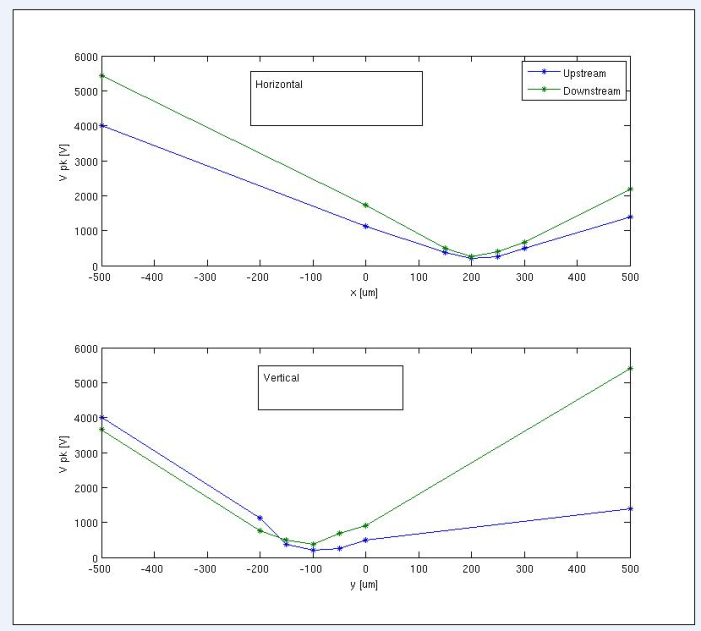 6000
5000
4000
3000
2000
1000
0
V pk [V]
Horizontal
Upstream
Downstream
-500 -400 -300 -200 -100 0 100 200 300 400 500
x [um]
6000
5000
4000
3000
2000
1000
0
V pk [V]
Vertical
-500 -400 -300 -200 -100 0 100 200 300 400 500
y [um]